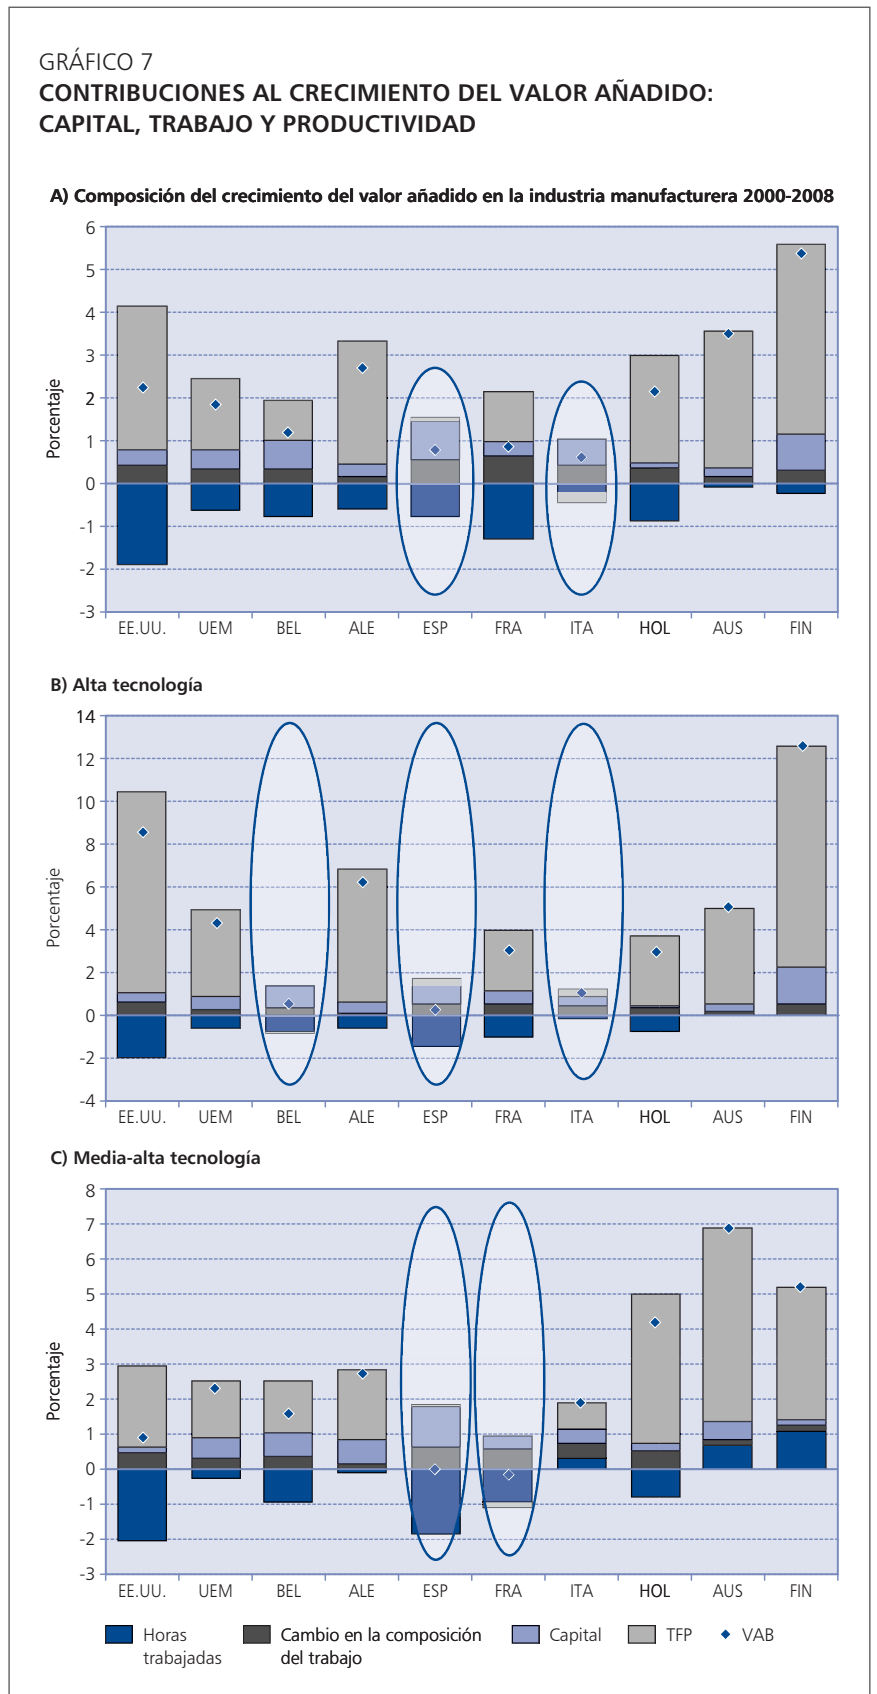 GRÁFICO 7
CONTRIBUCIONES AL CRECIMIENTO DEL VALOR AÑADIDO:
CAPITAL, TRABAJO Y PRODUCTIVIDAD
A) Composición del crecimiento del valor añadido en la industria manufacturera 2000-2008
Porcentaje
6
5
4
3
2
1
0
-1
-2
-3
EE.UU. UEM BEL ALE ESP FRA ITA HOL AUS FIN
B) Alta tecnología
Porcentaje
14
12
10
8
6
4
2
0
-2
-4
EE.UU. UEM BEL ALE ESP FRA ITA HOL AUS FIN
C) Media-alta tecnología
Porcentaje
8
7
6
5
4
3
2
1
0
-1
-2
-3
EE.UU. UEM BEL ALE ESP FRA ITA HOL AUS FIN
Horas trabajadas
Cambio en la composición del trabajo
Capital
TFP
VAB